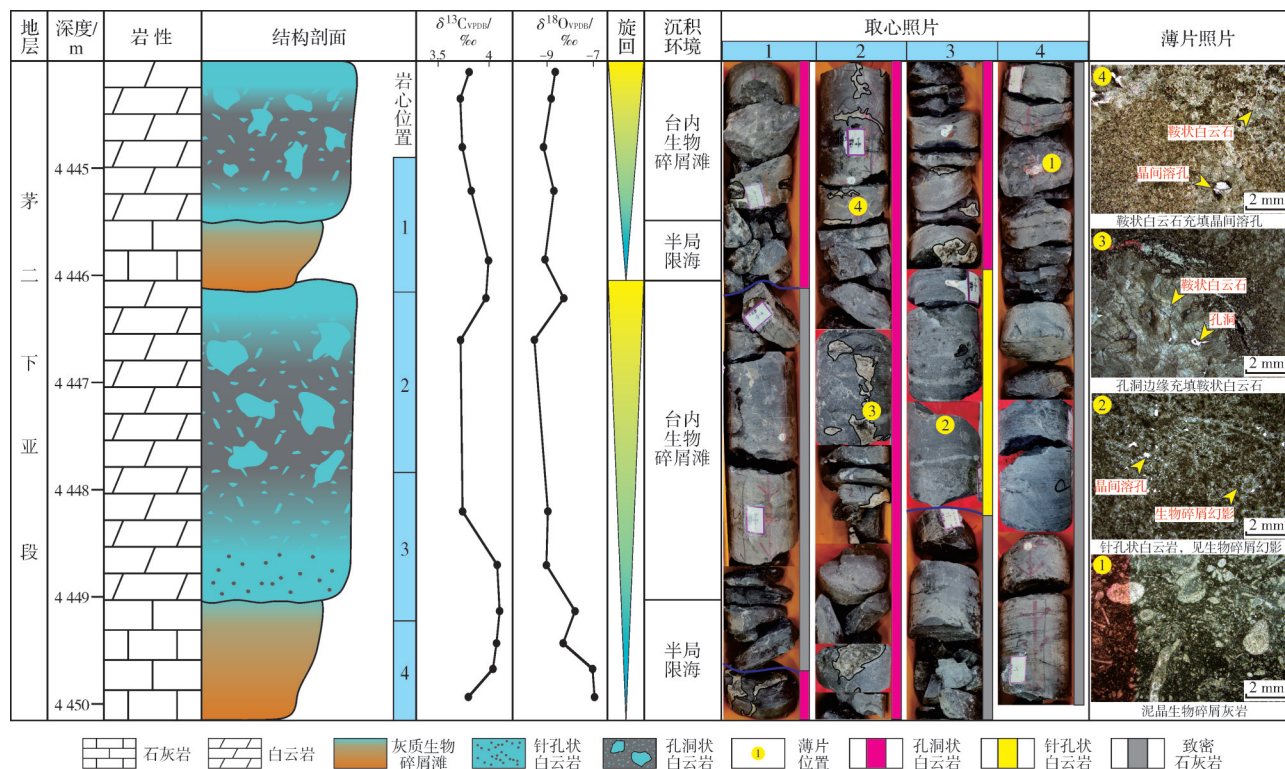 地层
深度/m
岩性
结构剖面
δ¹³CVPDB/‰
3.5 4
δ¹⁸OVPDB/‰
-9 -7
旋回
沉积环境
取心照片
1 2 3 4
薄片照片
茅二下亚段
4 445
4 446
4 447
4 448
4 449
4 450
岩心位置
1
2
3
4
台内生物碎屑滩
半局限海
台内生物碎屑滩
半局限海
4
3
2
1
4
鞍状白云石
晶间溶孔
2 mm
鞍状白云石充填晶间溶孔
3
鞍状白云石
孔洞
2 mm
孔洞边缘充填鞍状白云石
2
晶间溶孔
生物碎屑幻影
2 mm
针孔状白云岩，见生物碎屑幻影
1
2 mm
泥晶生物碎屑灰岩
石灰岩
白云岩
灰质生物碎屑滩
针孔状白云岩
孔洞状白云岩
1
薄片位置
孔洞状白云岩
针孔状白云岩
致密石灰岩